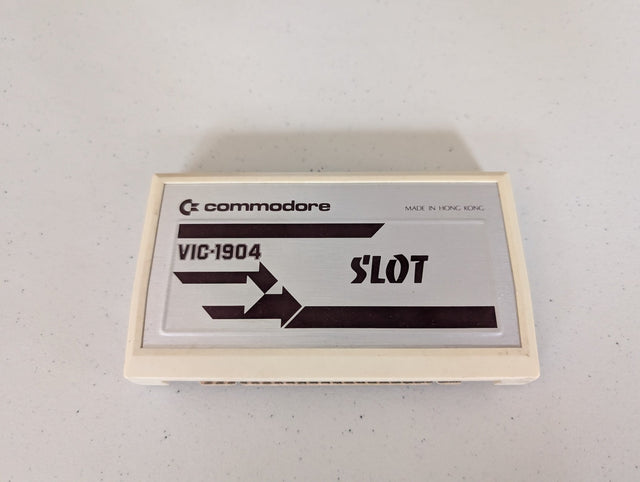 commodore
MADE IN HONG KONG
VIC-1904
SLOT